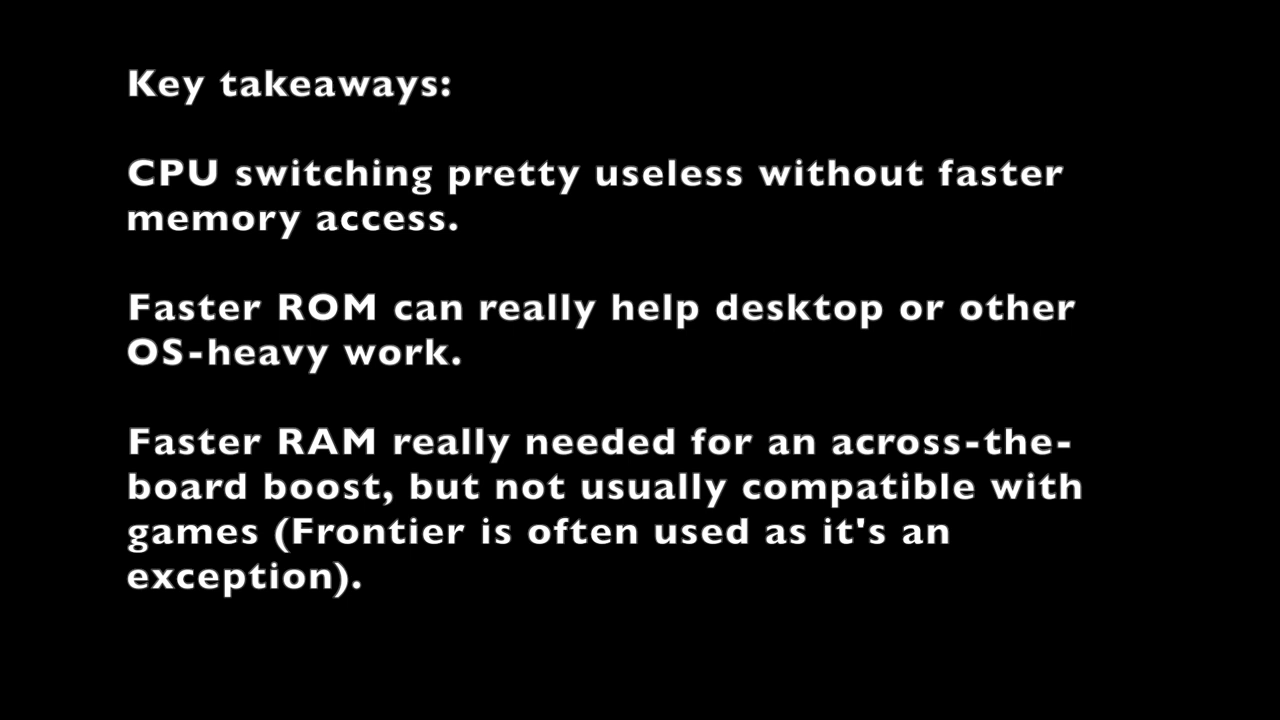 Key takeaways:
CPU switching pretty useless without faster
memory access.
Faster ROM can really help desktop or other
OS-heavy work.
Faster RAM really needed for an across-the-
board boost, but not usually compatible with
games (Frontier is often used as it's an
exception).